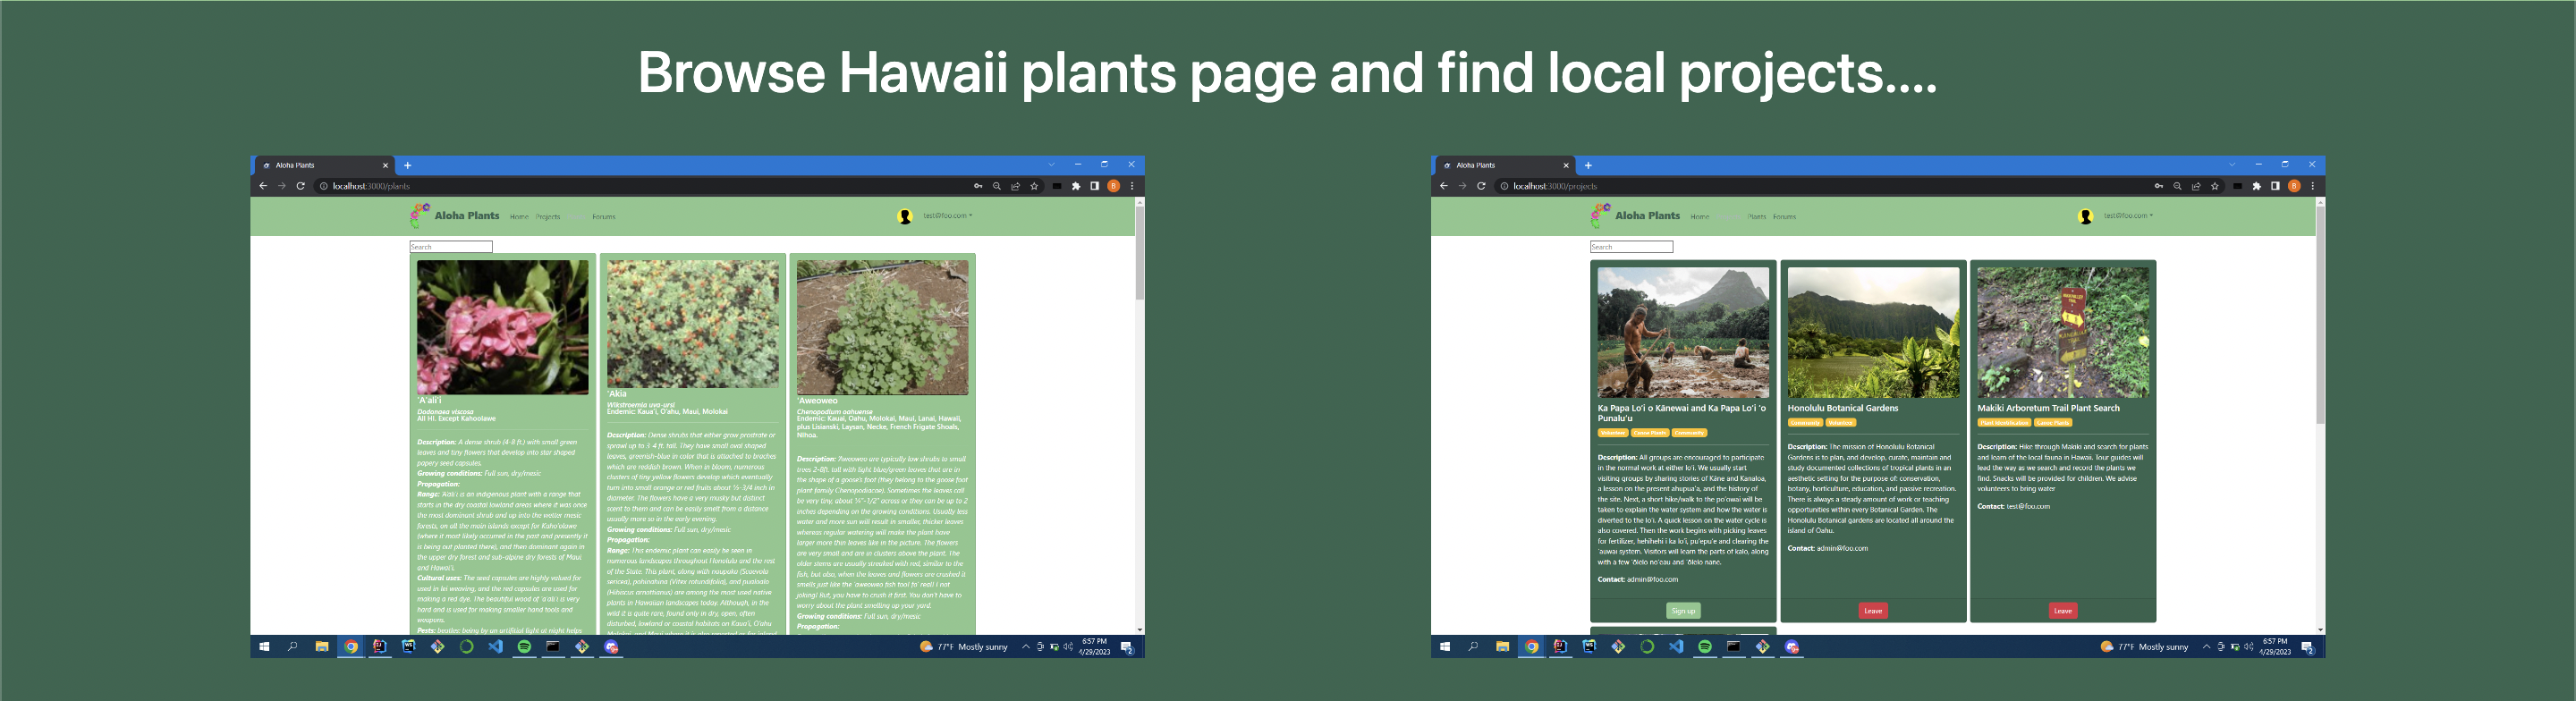 Browse Hawaii plants page and find local projects....
Aloha Plants
localhost:3000/plants
Aloha Plants Home Projects Forums test@foo.com
Search
'A'ali'i
Dodonaea viscosa
All HI. Except Kahoolawe
Description: A dense shrub (4-8 ft.) with small green
leaves and tiny flowers that develop into star shaped
papery seed capsules.
Growing conditions: Full sun, dry/mesic
Propagation:
Range: 'A'ali'i is an indigenous plant with a range that
starts in the dry coastal lowland areas where it was once
the most dominant shrub and up into the wetter mesic
forests, on all the main islands except for Kaho'olawe
(where it most likely occurred in the past and presently it
is being out planted there), and then dominant again in
the upper dry forest and sub-alpine dry forests of Maui
and Hawai'i.
Cultural uses: The seed capsules are highly valued for
used in lei weaving, and the red capsules are used for
making a red dye. The beautiful wood of 'a'ali'i is very
hard and is used for making smaller hand tools and
weapons.
Pests: beatles; being by an artificial light at night helps
'Akia
Wikstroemia uva-ursi
Endemic: Kaua'i, O'ahu, Maui, Molokai
Description: Dense shrubs that either grow prostrate or
sprawl up to 3-4 ft. tall. They have small oval shaped
leaves, greenish-blue in color that is attached to braches
which are reddish brown. When in bloom, numerous
clusters of tiny yellow flowers develop which eventually
turn into small orange or red fruits about ½-3/4 inch in
diameter. The flowers have a very musky but distinct
scent to them and can be easily smelt from a distance
usually more so in the early evening.
Growing conditions: Full sun, dry/mesic
Propagation:
Range: This endemic plant can easily be seen in
numerous landscapes throughout Honolulu and the rest
of the State. This plant, along with naupaka (Scaevola
sericea), pohinahina (Vitex rotundifolia), and pualoalo
(Hibiscus arnottianus) are among the most used native
plants in Hawaiian landscapes today. Although, in the
wild it is quite rare, found only in dry, open, often
disturbed, lowland or coastal habitats on Kaua'i, O'ahu
'Aweoweo
Chenopodium oahuense
Endemic: Kauai, Oahu, Molokai, Maui, Lanai, Hawaii,
plus Lisianski, Laysan, Necke, French Frigate Shoals,
Nihoa.
Description: 'Aweoweo are typically low shrubs to small
trees 2-6ft. tall with light blue/green leaves that are in
the shape of a goose's foot (they belong to the goose foot
plant family Chenopodiaceae). Sometimes the leaves call
be very tiny, about ¼"-1/2" across or they can be up to 2
inches depending on the growing conditions. Usually less
water and more sun will result in smaller, thicker leaves
whereas regular watering will make the plant have
larger more thin leaves like in the picture. The flowers
are very small and are in clusters above the plant. The
older stems are usually streaked with red, similar to the
fish, but also, when the leaves and flowers are crushed it
smells just like the 'aweoweo fish too! to' real! ( not
joking) But, you have to crush it first. You don't have to
worry about the plant smelling up your yard.
Growing conditions: Full sun, dry/mesic
Propagation:
77°F Mostly sunny
6:57 PM
4/29/2023
Aloha Plants
localhost:3000/projects
Aloha Plants Home Plants Forums test@foo.com
Search
Ka Papa Lo'i o Kānewai and Ka Papa Lo'i 'o
Punalu'u
Volunteer Canoe Plants Community
Description: All groups are encouraged to participate
in the normal work at either lo'i. We usually start
visiting groups by sharing stories of Kāne and Kanaloa,
a lesson on the present ahupua'a, and the history of
the site. Next, a short hike/walk to the po'owai will be
taken to explain the water system and how the water is
diverted to the lo'i. A quick lesson on the water cycle is
also covered. Then the work begins with picking leaves
for fertilizer, hehihehi i ka lo'i, pu'epu'e and clearing the
'auwai system. Visitors will learn the parts of kalo, along
with a few 'ōlelo no'eau and 'ōlelo nane.
Contact: admin@foo.com
Sign up
Honolulu Botanical Gardens
Community Volunteer
Description: The mission of Honolulu Botanical
Gardens is to plan, and develop, curate, maintain and
study documented collections of tropical plants in an
aesthetic setting for the purpose of: conservation,
botany, horticulture, education, and passive recreation.
There is always a steady amount of work or teaching
opportunities within every Botanical Garden. The
Honolulu Botanical gardens are located all around the
island of Oahu.
Contact: admin@foo.com
Leave
Makiki Arboretum Trail Plant Search
Plant Identification Canoe Plants
Description: Hike through Makiki and search for plants
and learn of the local fauna in Hawaii. Tour guides will
lead the way as we search and record the plants we
find. Snacks will be provided for children. We advise
volunteers to bring water
Contact: test@foo.com
Leave
77°F Mostly sunny
6:57 PM
4/29/2023